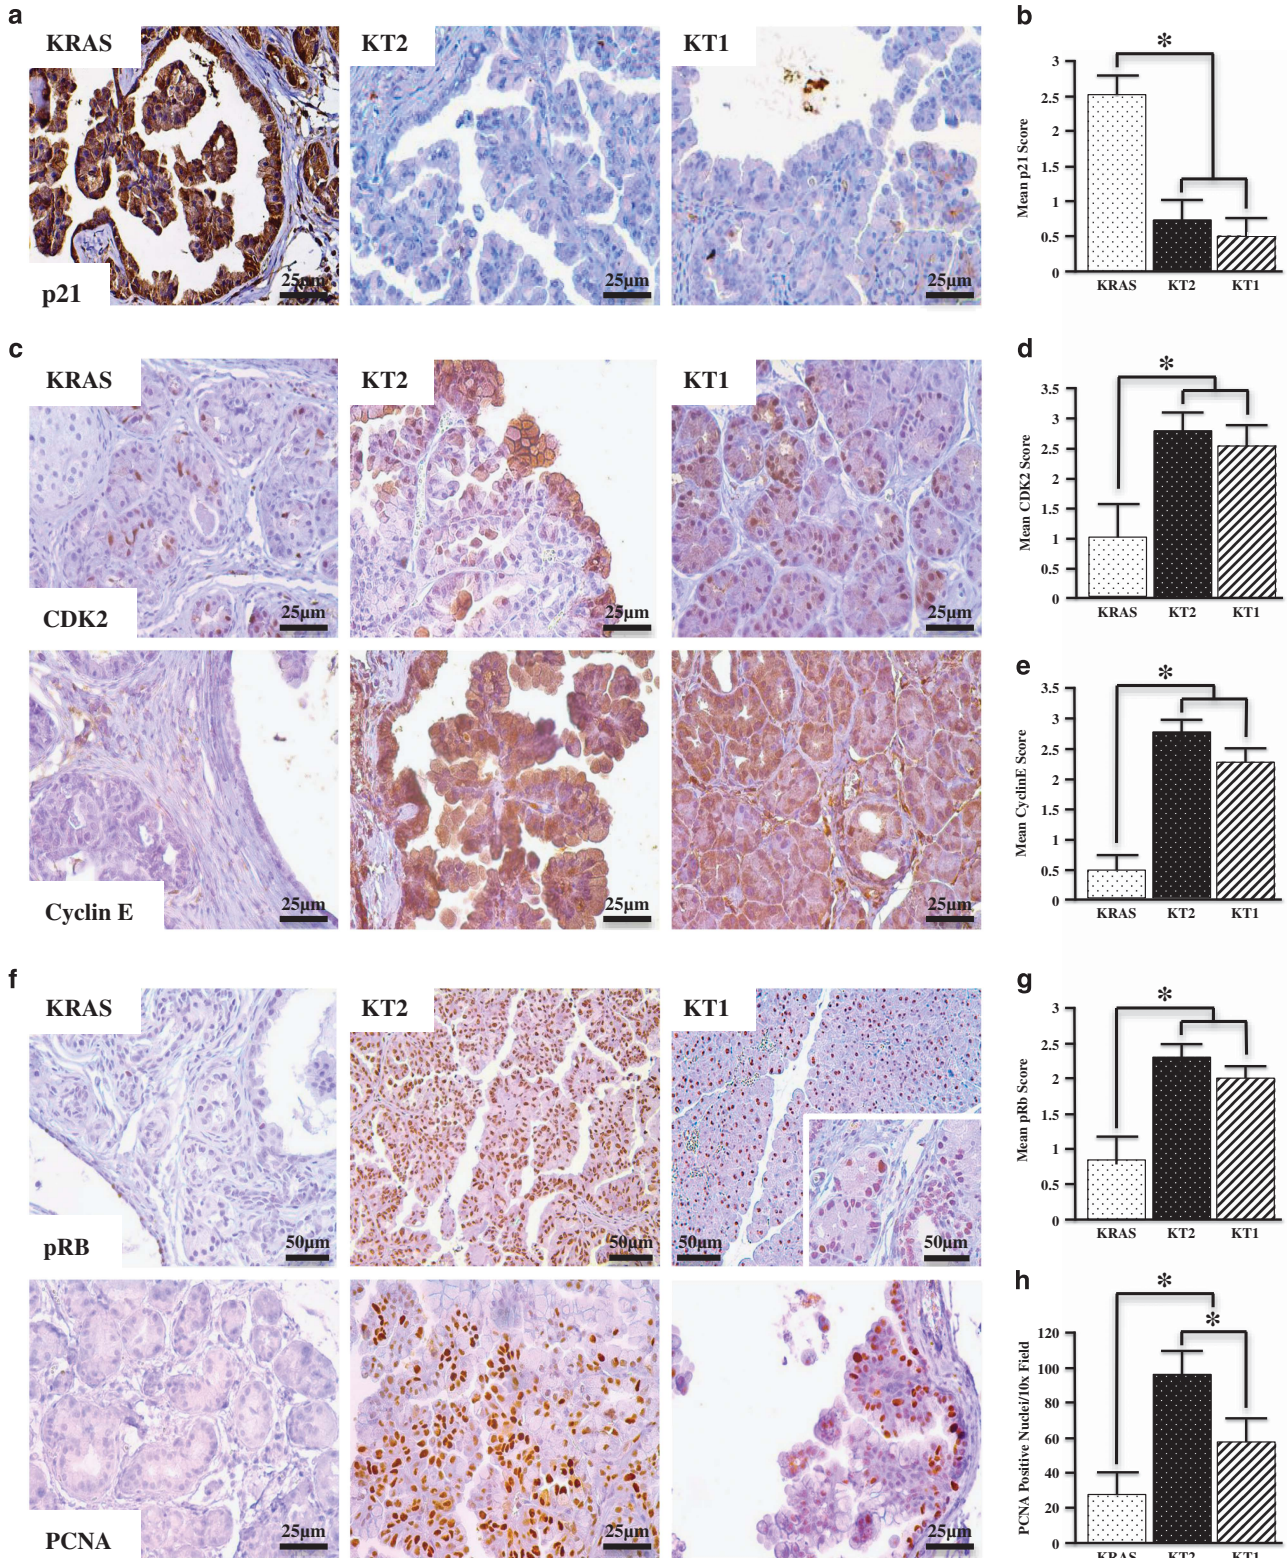 a
KRAS
KT2
KT1
p21
25μm
25μm
25μm
b
*
3
2.5
2
1.5
1
0.5
0
Mean p21 Score
KRAS KT2 KT1
c
KRAS
KT2
KT1
CDK2
25μm
25μm
25μm
d
*
3.5
3
2.5
2
1.5
1
0.5
0
Mean CDK2 Score
KRAS KT2 KT1
Cyclin E
25μm
25μm
25μm
e
*
3.5
3
2.5
2
1.5
1
0.5
0
Mean CyclinE Score
KRAS KT2 KT1
f
KRAS
KT2
KT1
pRB
50μm
50μm
50μm
50μm
g
*
3
2.5
2
1.5
1
0.5
0
Mean pRb Score
KRAS KT2 KT1
PCNA
25μm
25μm
25μm
h
*
*
120
100
80
60
40
20
0
PCNA Positive Nuclei/10x Field
KRAS KT2 KT1